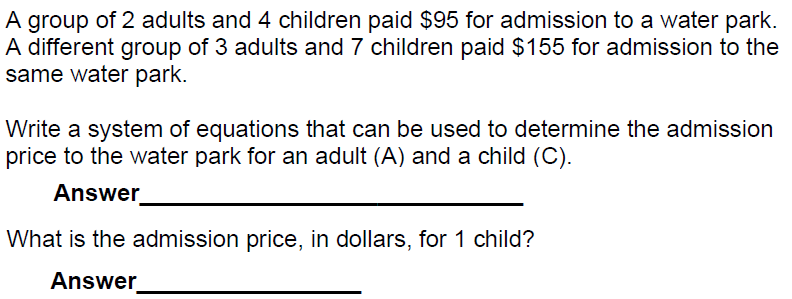 A group of 2 adults and 4 children paid $95 for admission to a water park.
A different group of 3 adults and 7 children paid $155 for admission to the
same water park.
Write a system of equations that can be used to determine the admission
price to the water park for an adult (A) and a child (C).
Answer
What is the admission price, in dollars, for 1 child?
Answer